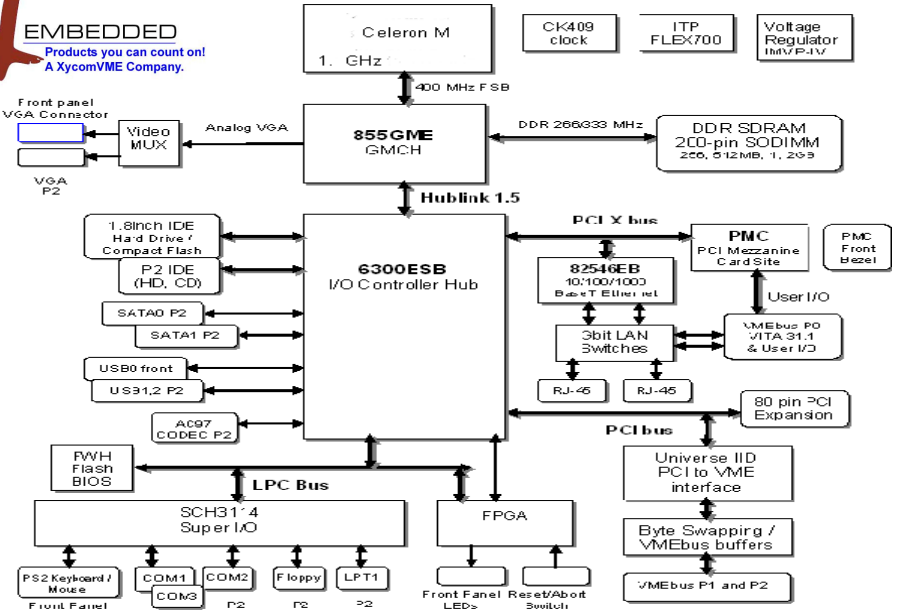 EMBEDDED
Products you can count on!
A XycomVME Company.
Celeron M
1. GHz
CK409
clock
ITP
FLEX700
Voltage
Regulator
IMVP-IV
400 MHz FSB
Front panel
VGA Connector
Video
MUX
Analog VGA
VGA
P2
855GME
GMCH
DDR 266/333 MHz
DDR SDRAM
200-pin SODIMM
256, 512MB, 1, 2GB
Hublink 1.5
1.8inch IDE
Hard Drive /
Compact Flash
P2 IDE
(HD, CD)
SATA0 P2
SATA1 P2
USB0 front
USB1,2 P2
AC97
CODEC P2
6300ESB
I/O Controller Hub
PCI X bus
PMC
PCI Mezzanine
Card Site
PMC
Front
Bezel
82546EB
10/100/1000
BaseT Ethernet
User I/O
Gbit LAN
Switches
VMEbus P0
VITA 31.1
& User I/O
RJ-45
RJ-45
80 pin PCI
Expansion
PCI bus
FWH
Flash
BIOS
LPC Bus
Universe IID
PCI to VME
interface
SCH3114
Super I/O
FPGA
Byte Swapping /
VMEbus buffers
PS2 Keyboard /
Mouse
Front Panel
COM1
COM3
COM2
P2
Floppy
P2
LPT1
P2
Front Panel
LEDs
Reset/Abort
Switch
VMEbus P1 and P2